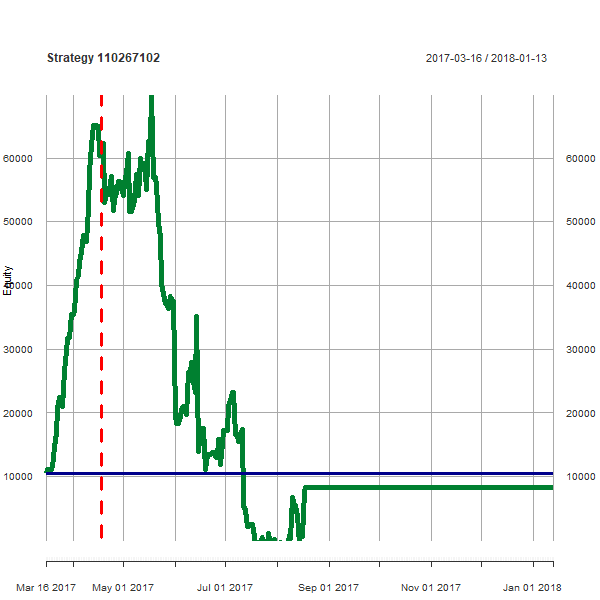 Strategy 110267102 2017-03-16 / 2018-01-13
60000 60000
50000 50000
Equity
40000 40000
30000 30000
20000 20000
10000 10000
Mar 16 2017 May 01 2017 Jul 01 2017 Sep 01 2017 Nov 01 2017 Jan 01 2018